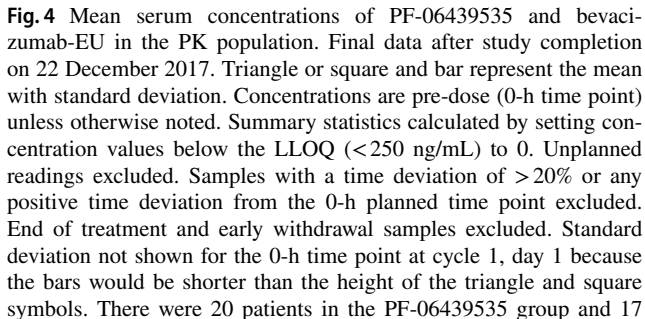 Fig. 4 Mean serum concentrations of PF-06439535 and bevaci-
zumab-EU in the PK population. Final data after study completion
on 22 December 2017. Triangle or square and bar represent the mean
with standard deviation. Concentrations are pre-dose (0-h time point)
unless otherwise noted. Summary statistics calculated by setting con-
centration values below the LLOQ (<250 ng/mL) to 0. Unplanned
readings excluded. Samples with a time deviation of >20% or any
positive time deviation from the 0-h planned time point excluded.
End of treatment and early withdrawal samples excluded. Standard
deviation not shown for the 0-h time point at cycle 1, day 1 because
the bars would be shorter than the height of the triangle and square
symbols. There were 20 patients in the PF-06439535 group and 17